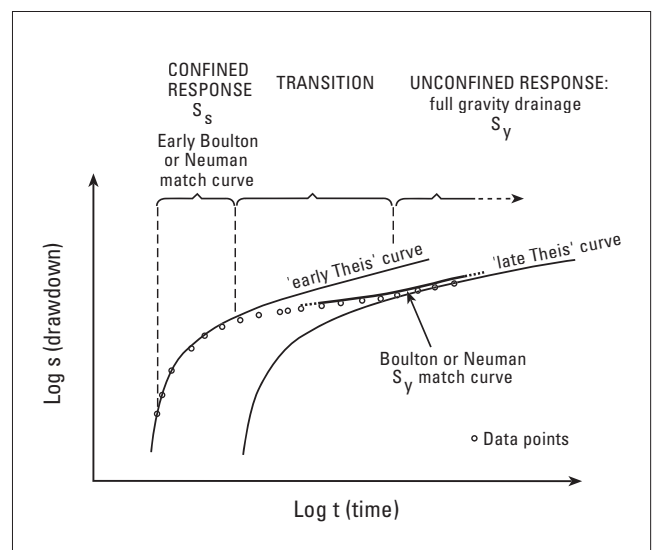 CONFINED
RESPONSE
Ss
Early Boulton
or Neuman
match curve
TRANSITION
UNCONFINED RESPONSE:
full gravity drainage
Sy
Log s (drawdown)
'early Theis' curve
'late Theis' curve
Boulton or Neuman
Sy match curve
Data points
Log t (time)